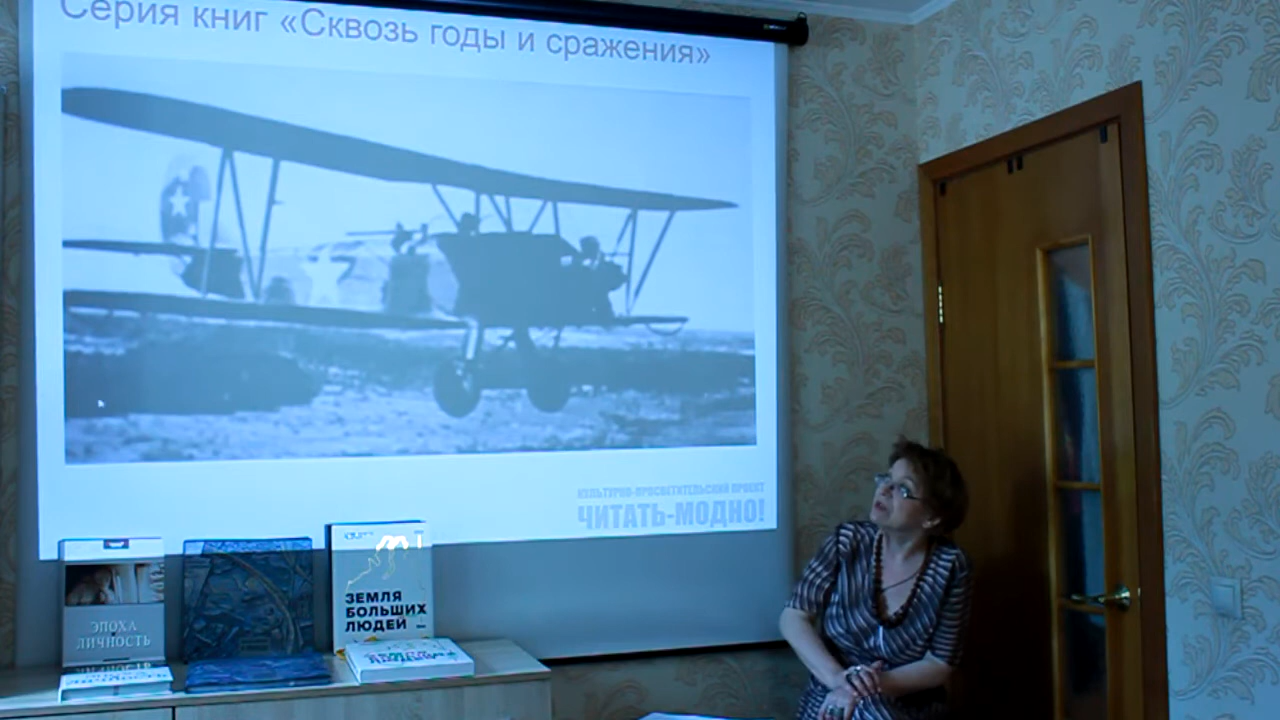 Серия книг «Сквозь годы и сражения»
КУЛЬТУРНО-ПРОСВЕТИТЕЛЬСКИЙ ПРОЕКТ
ЧИТАТЬ-МОДНО!
ЭПОХА
ЛИЧНОСТЬ
ЗЕМЛЯ
БОЛЬШИХ
ЛЮДЕЙ